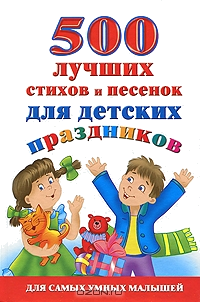 500
ЛУЧШИХ
СТИХОВ И ПЕСЕНОК
ДЛЯ ДЕТСКИХ
ПРАЗДНИКОВ
ДЛЯ САМЫХ УМНЫХ МАЛЫШЕЙ